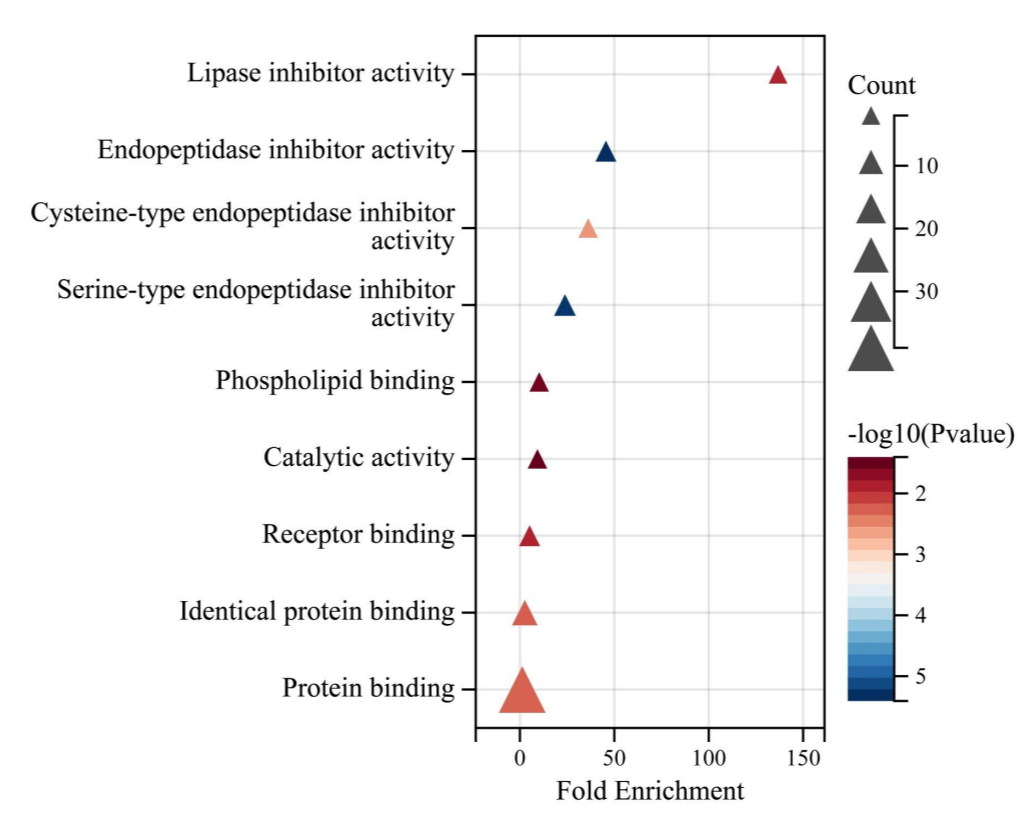 Lipase inhibitor activity
Endopeptidase inhibitor activity
Cysteine-type endopeptidase inhibitor
activity
Serine-type endopeptidase inhibitor
activity
Phospholipid binding
Catalytic activity
Receptor binding
Identical protein binding
Protein binding
0 50 100 150
Fold Enrichment
Count
10
20
30
-log10(Pvalue)
2
3
4
5